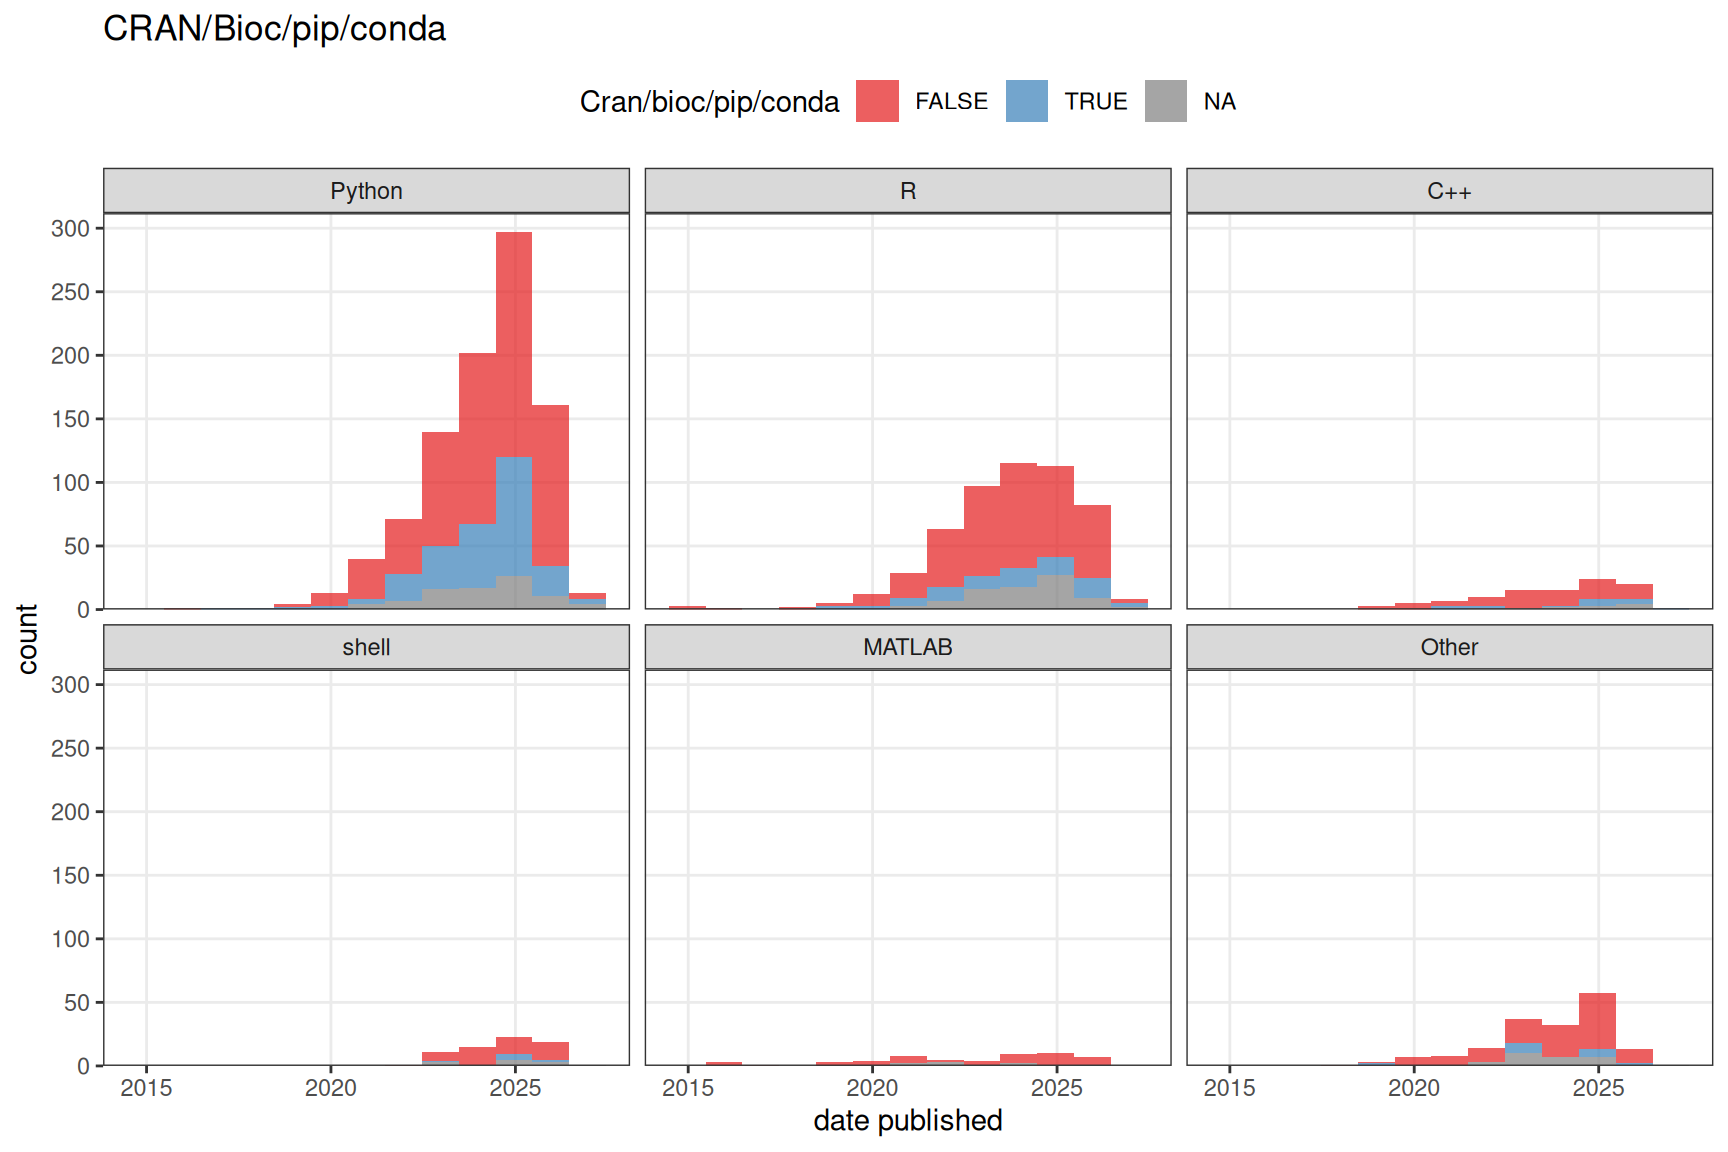 CRAN/Bioc/pip/conda
Cran/bioc/pip/conda FALSE TRUE NA
Python R C++
300
250
200
150
100
50
0
count
shell MATLAB Other
300
250
200
150
100
50
0
2015 2020 2025 2015 2020 2025 2015 2020 2025
date published